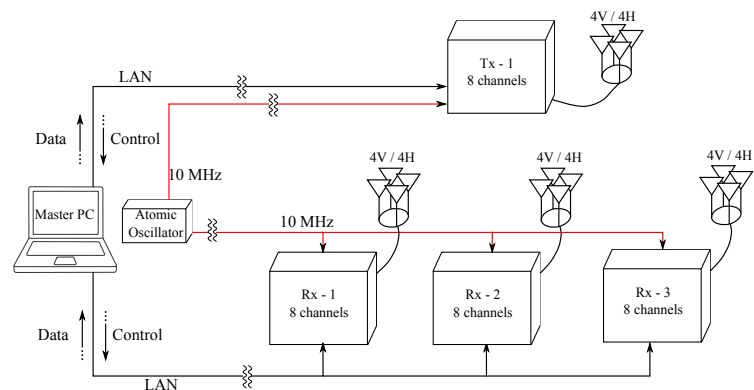 4V / 4H
Tx - 1
8 channels
LAN
Data
Control
10 MHz
4V / 4H
4V / 4H
4V / 4H
Master PC
Atomic
Oscillator
10 MHz
Rx - 1
8 channels
Rx - 2
8 channels
Rx - 3
8 channels
Data
Control
LAN